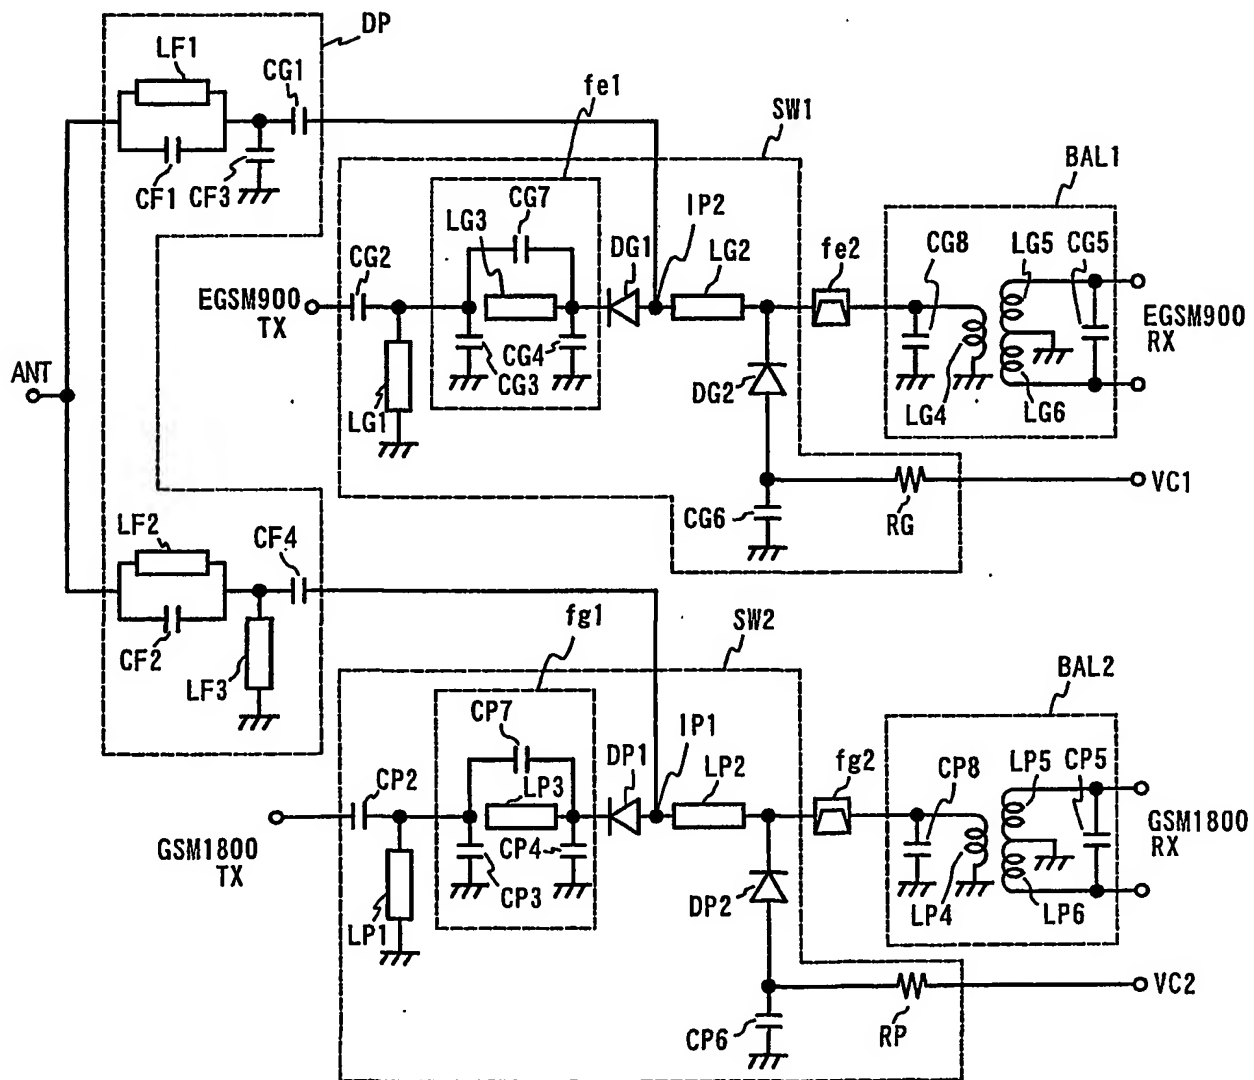 DP
LF1
CG1
fe1
SW1
BAL1
CF1
CF3
CG7
LG3
IP2
DG1
LG2
fe2
CG8
LG5
CG5
CG2
EGSM900
TX
EGSM900
RX
CG4
CG3
LG1
DG2
LG4
LG6
ANT
VC1
CG6
RG
LF2
CF4
fg1
SW2
BAL2
CF2
LF3
CP7
IP1
LP3
DP1
LP2
fg2
CP8
LP5
CP5
CP2
GSM1800
TX
GSM1800
RX
CP4
CP3
LP1
DP2
LP4
LP6
VC2
CP6
RP